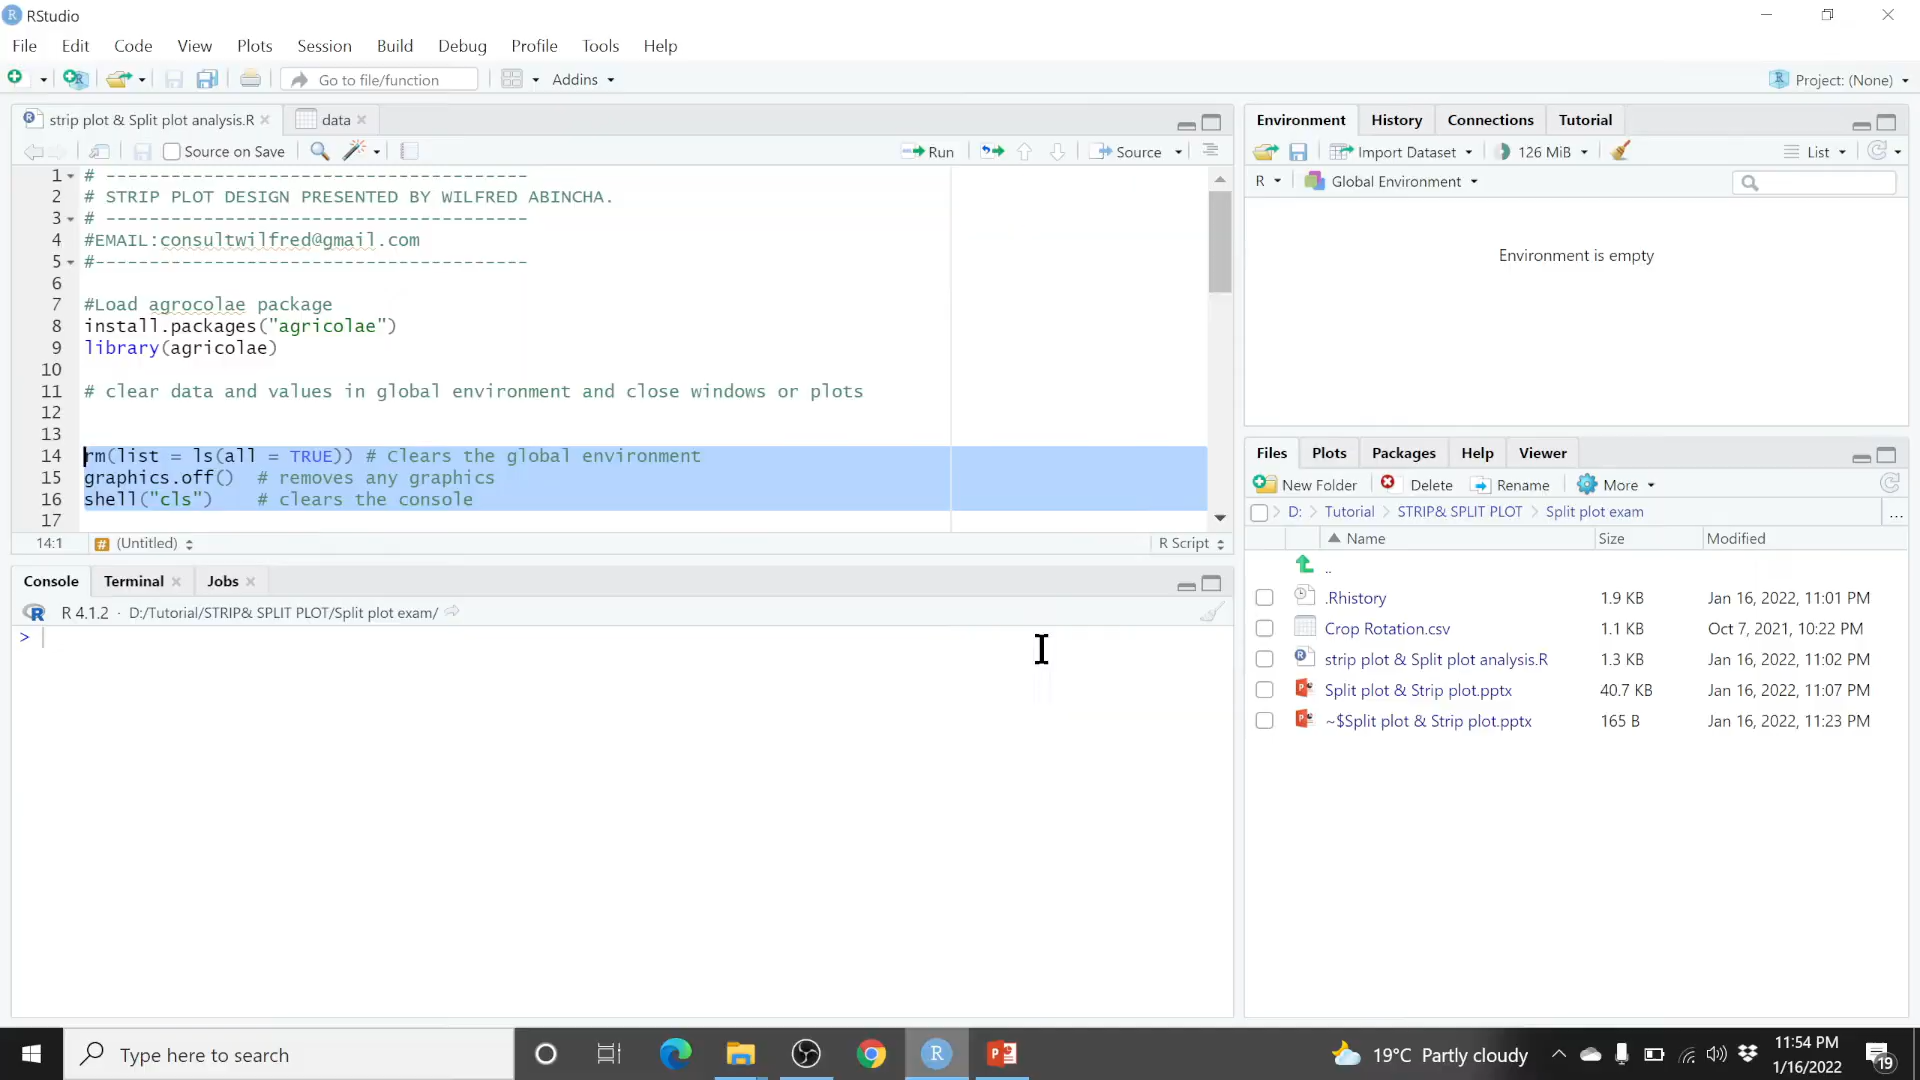 RStudio
File Edit Code View Plots Session Build Debug Profile Tools Help
Go to file/function Addins Project: (None)
strip plot & Split plot analysis.R data
Source on Save Run Source
1 # ---------------------------------------
2 # STRIP PLOT DESIGN PRESENTED BY WILFRED ABINCHA.
3 # ---------------------------------------
4 #EMAIL:consultwilfred@gmail.com
5 #----------------------------------------
6
7 #Load agrocolae package
8 install.packages("agricolae")
9 library(agricolae)
10
11 # clear data and values in global environment and close windows or plots
12
13
14 rm(list = ls(all = TRUE)) # Clears the global environment
15 graphics.off() # removes any graphics
16 shell("cls") # clears the console
17
14:1 # (Untitled) R Script
Console Terminal Jobs
R 4.1.2 · D:/Tutorial/STRIP& SPLIT PLOT/Split plot exam/
>
Environment History Connections Tutorial
Import Dataset 126 MiB List
R Global Environment
Environment is empty
Files Plots Packages Help Viewer
New Folder Delete Rename More
D: Tutorial STRIP& SPLIT PLOT Split plot exam ...
Name Size Modified
..
.Rhistory 1.9 KB Jan 16, 2022, 11:01 PM
Crop Rotation.csv 1.1 KB Oct 7, 2021, 10:22 PM
strip plot & Split plot analysis.R 1.3 KB Jan 16, 2022, 11:02 PM
Split plot & Strip plot.pptx 40.7 KB Jan 16, 2022, 11:07 PM
~$Split plot & Strip plot.pptx 165 B Jan 16, 2022, 11:23 PM
Type here to search
19°C Partly cloudy
11:54 PM
1/16/2022
19